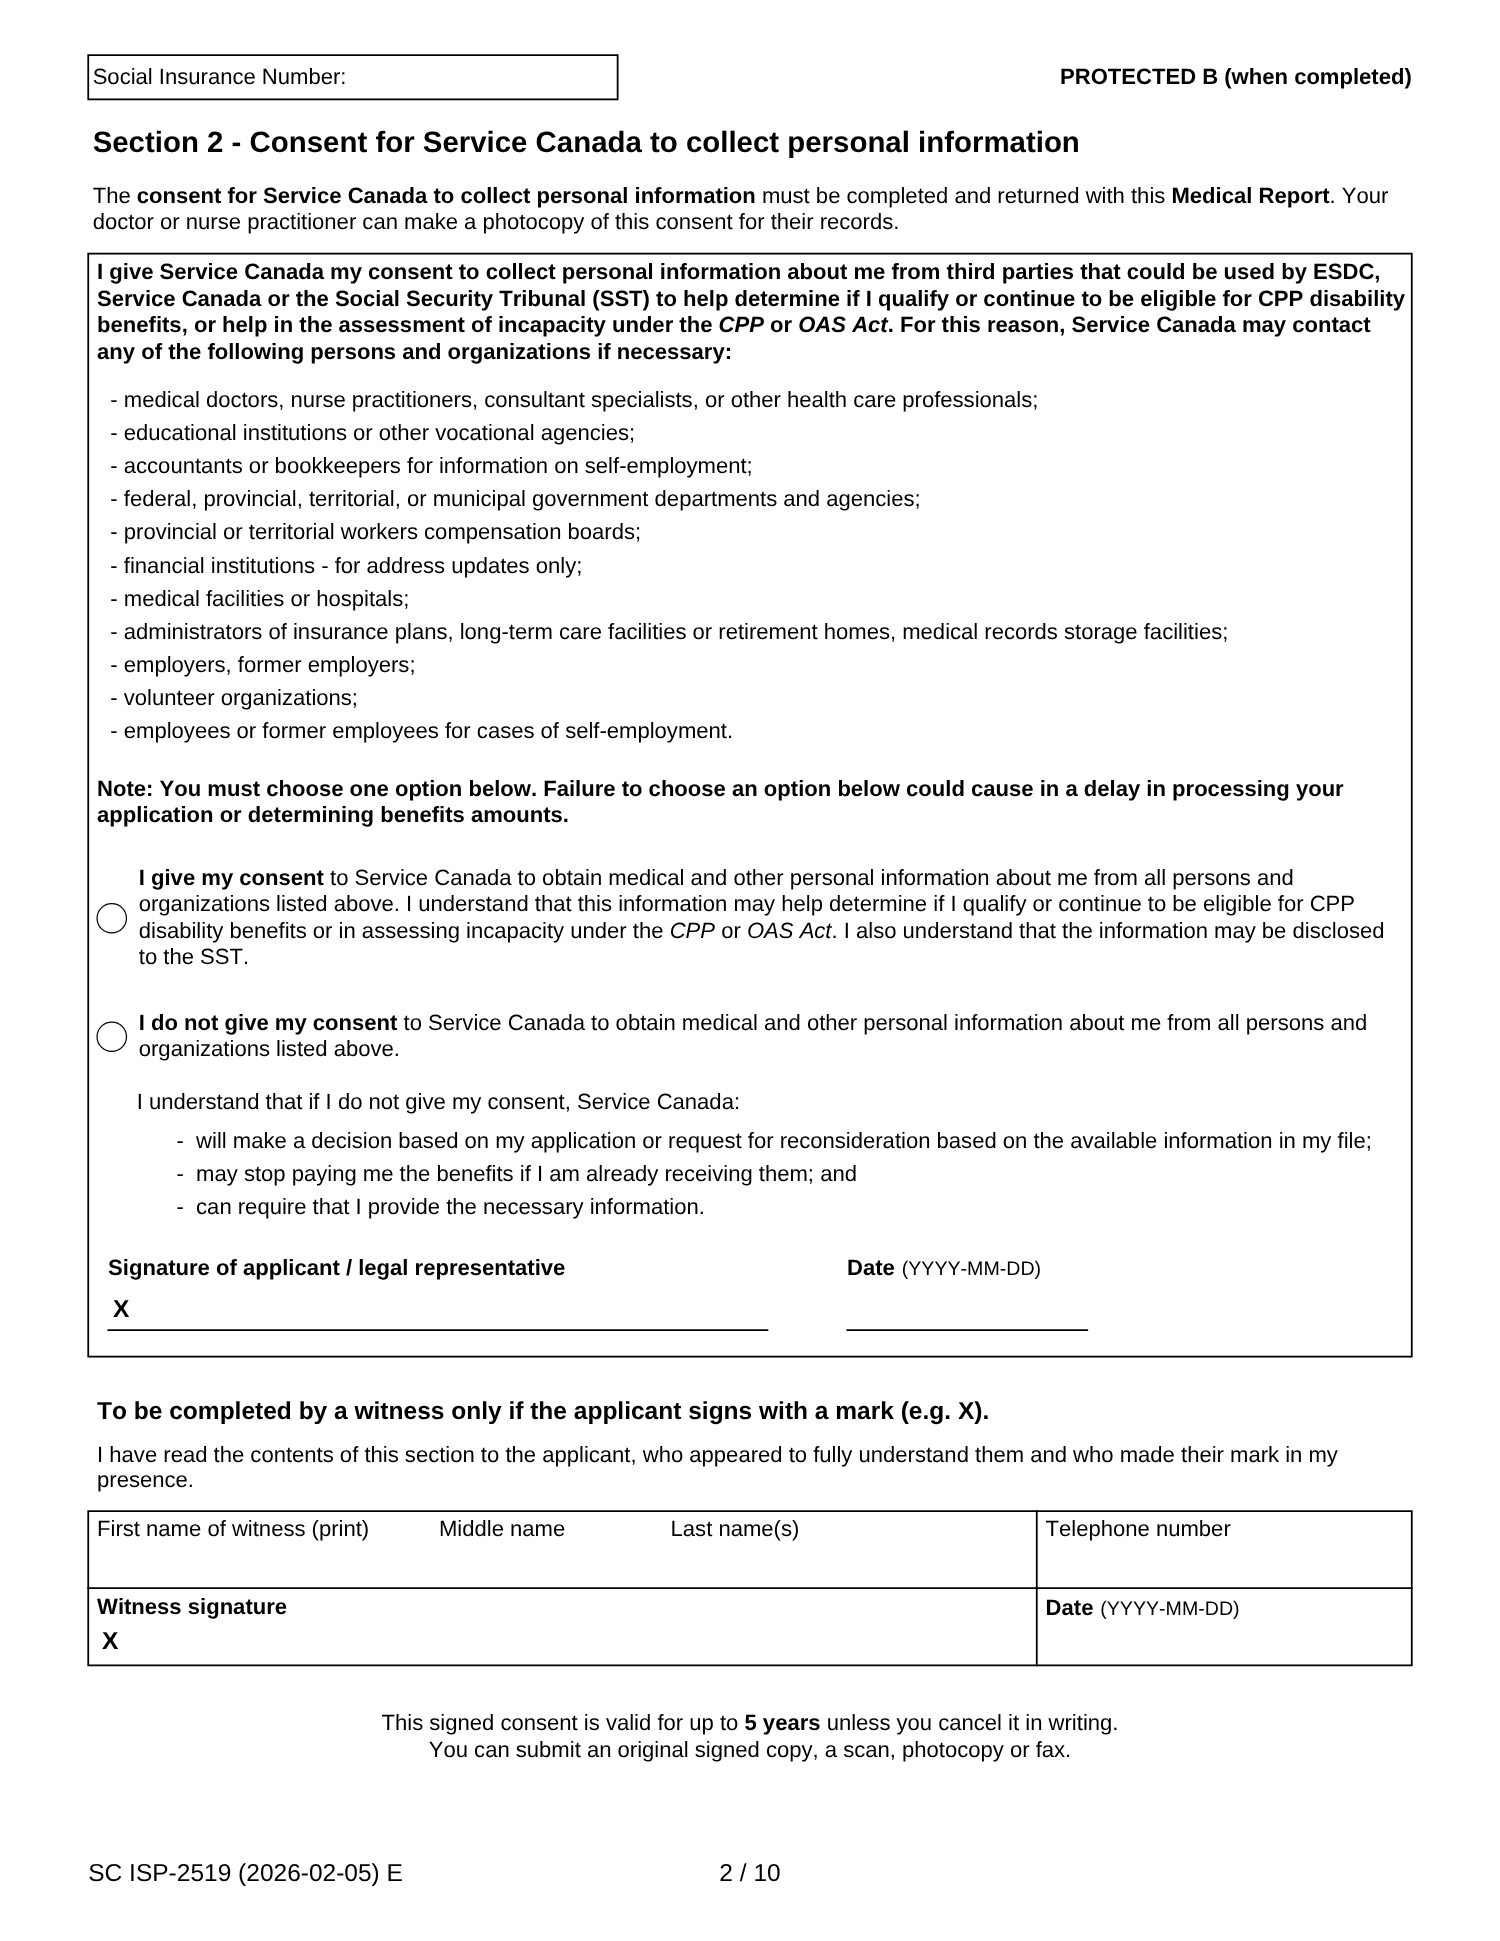 Social Insurance Number:
PROTECTED B (when completed)
Section 2 - Consent for Service Canada to collect personal information
The consent for Service Canada to collect personal information must be completed and returned with this Medical Report. Your
doctor or nurse practitioner can make a photocopy of this consent for their records.
I give Service Canada my consent to collect personal information about me from third parties that could be used by ESDC,
Service Canada or the Social Security Tribunal (SST) to help determine if I qualify or continue to be eligible for CPP disability
benefits, or help in the assessment of incapacity under the CPP or OAS Act. For this reason, Service Canada may contact
any of the following persons and organizations if necessary:
- medical doctors, nurse practitioners, consultant specialists, or other health care professionals;
- educational institutions or other vocational agencies;
- accountants or bookkeepers for information on self-employment;
- federal, provincial, territorial, or municipal government departments and agencies;
- provincial or territorial workers compensation boards;
- financial institutions - for address updates only;
- medical facilities or hospitals;
- administrators of insurance plans, long-term care facilities or retirement homes, medical records storage facilities;
- employers, former employers;
- volunteer organizations;
- employees or former employees for cases of self-employment.
Note: You must choose one option below. Failure to choose an option below could cause in a delay in processing your
application or determining benefits amounts.
I give my consent to Service Canada to obtain medical and other personal information about me from all persons and
organizations listed above. I understand that this information may help determine if I qualify or continue to be eligible for CPP
disability benefits or in assessing incapacity under the CPP or OAS Act. I also understand that the information may be disclosed
to the SST.
I do not give my consent to Service Canada to obtain medical and other personal information about me from all persons and
organizations listed above.
I understand that if I do not give my consent, Service Canada:
- will make a decision based on my application or request for reconsideration based on the available information in my file;
- may stop paying me the benefits if I am already receiving them; and
- can require that I provide the necessary information.
Signature of applicant / legal representative
Date (YYYY-MM-DD)
X
To be completed by a witness only if the applicant signs with a mark (e.g. X).
I have read the contents of this section to the applicant, who appeared to fully understand them and who made their mark in my
presence.
First name of witness (print) Middle name Last name(s)
Telephone number
Witness signature
Date (YYYY-MM-DD)
X
This signed consent is valid for up to 5 years unless you cancel it in writing.
You can submit an original signed copy, a scan, photocopy or fax.
SC ISP-2519 (2026-02-05) E
2 / 10